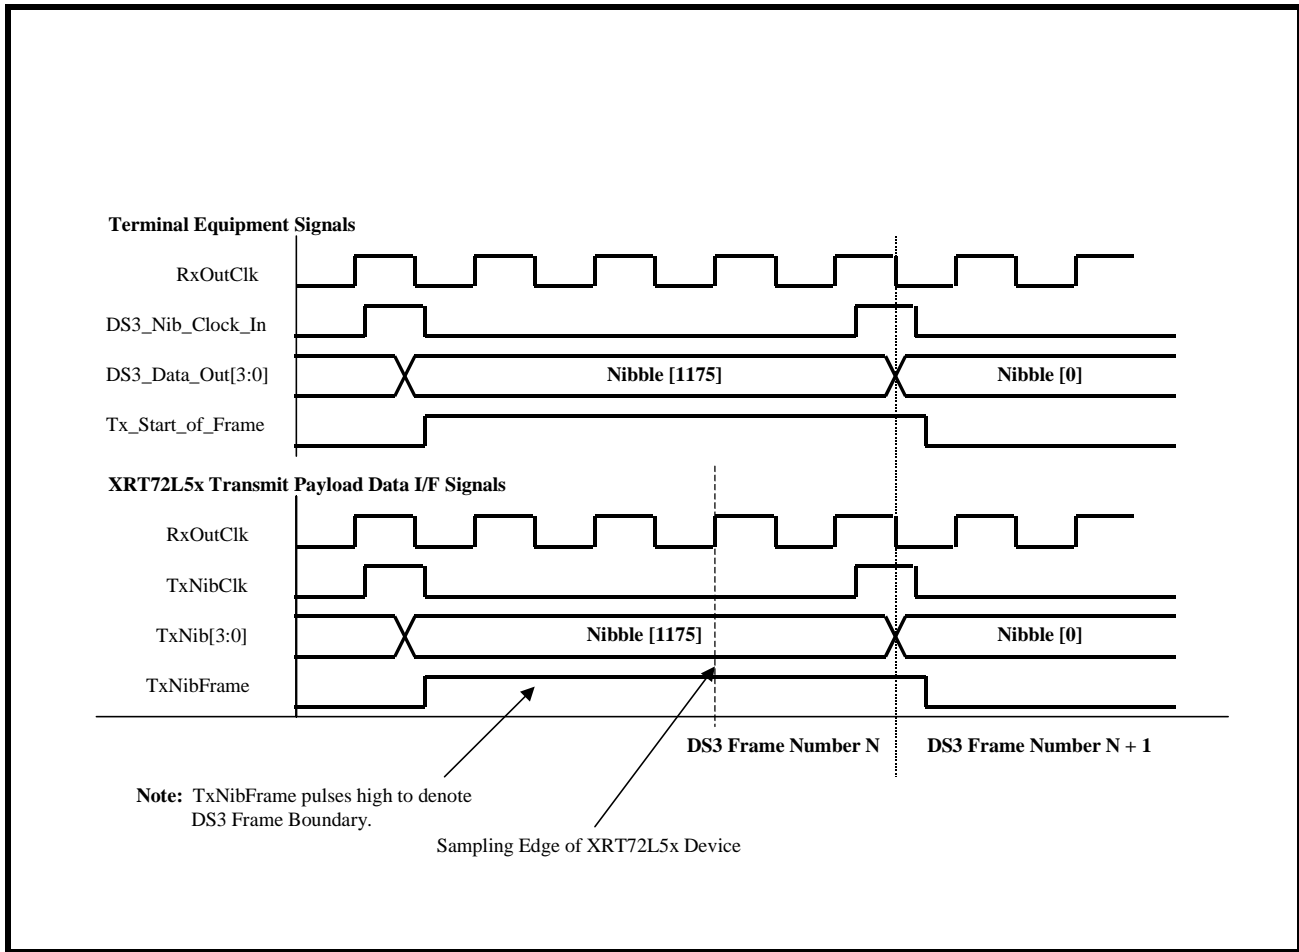 Terminal Equipment Signals
RxOutClk
DS3_Nib_Clock_In
DS3_Data_Out[3:0]
Nibble [1175]
Nibble [0]
Tx_Start_of_Frame
XRT72L5x Transmit Payload Data I/F Signals
RxOutClk
TxNibClk
TxNib[3:0]
Nibble [1175]
Nibble [0]
TxNibFrame
DS3 Frame Number N
DS3 Frame Number N + 1
Note: TxNibFrame pulses high to denote
DS3 Frame Boundary.
Sampling Edge of XRT72L5x Device